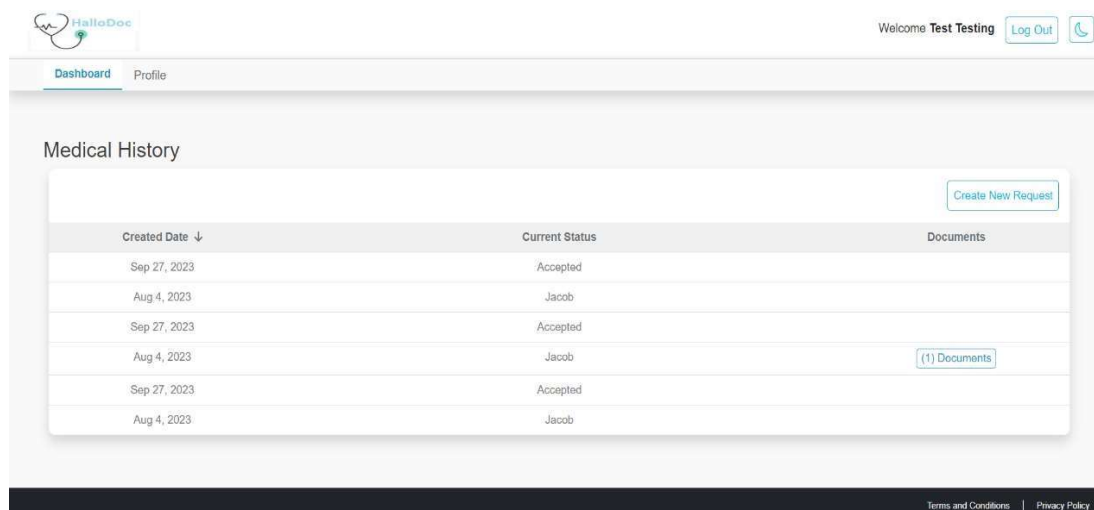 HalloDoc
Welcome Test Testing Log Out
Dashboard Profile
Medical History
Create New Request
Created Date ↓ Current Status Documents
Sep 27, 2023 Accepted
Aug 4, 2023 Jacob
Sep 27, 2023 Accepted
Aug 4, 2023 Jacob (1) Documents
Sep 27, 2023 Accepted
Aug 4, 2023 Jacob
Terms and Conditions | Privacy Policy